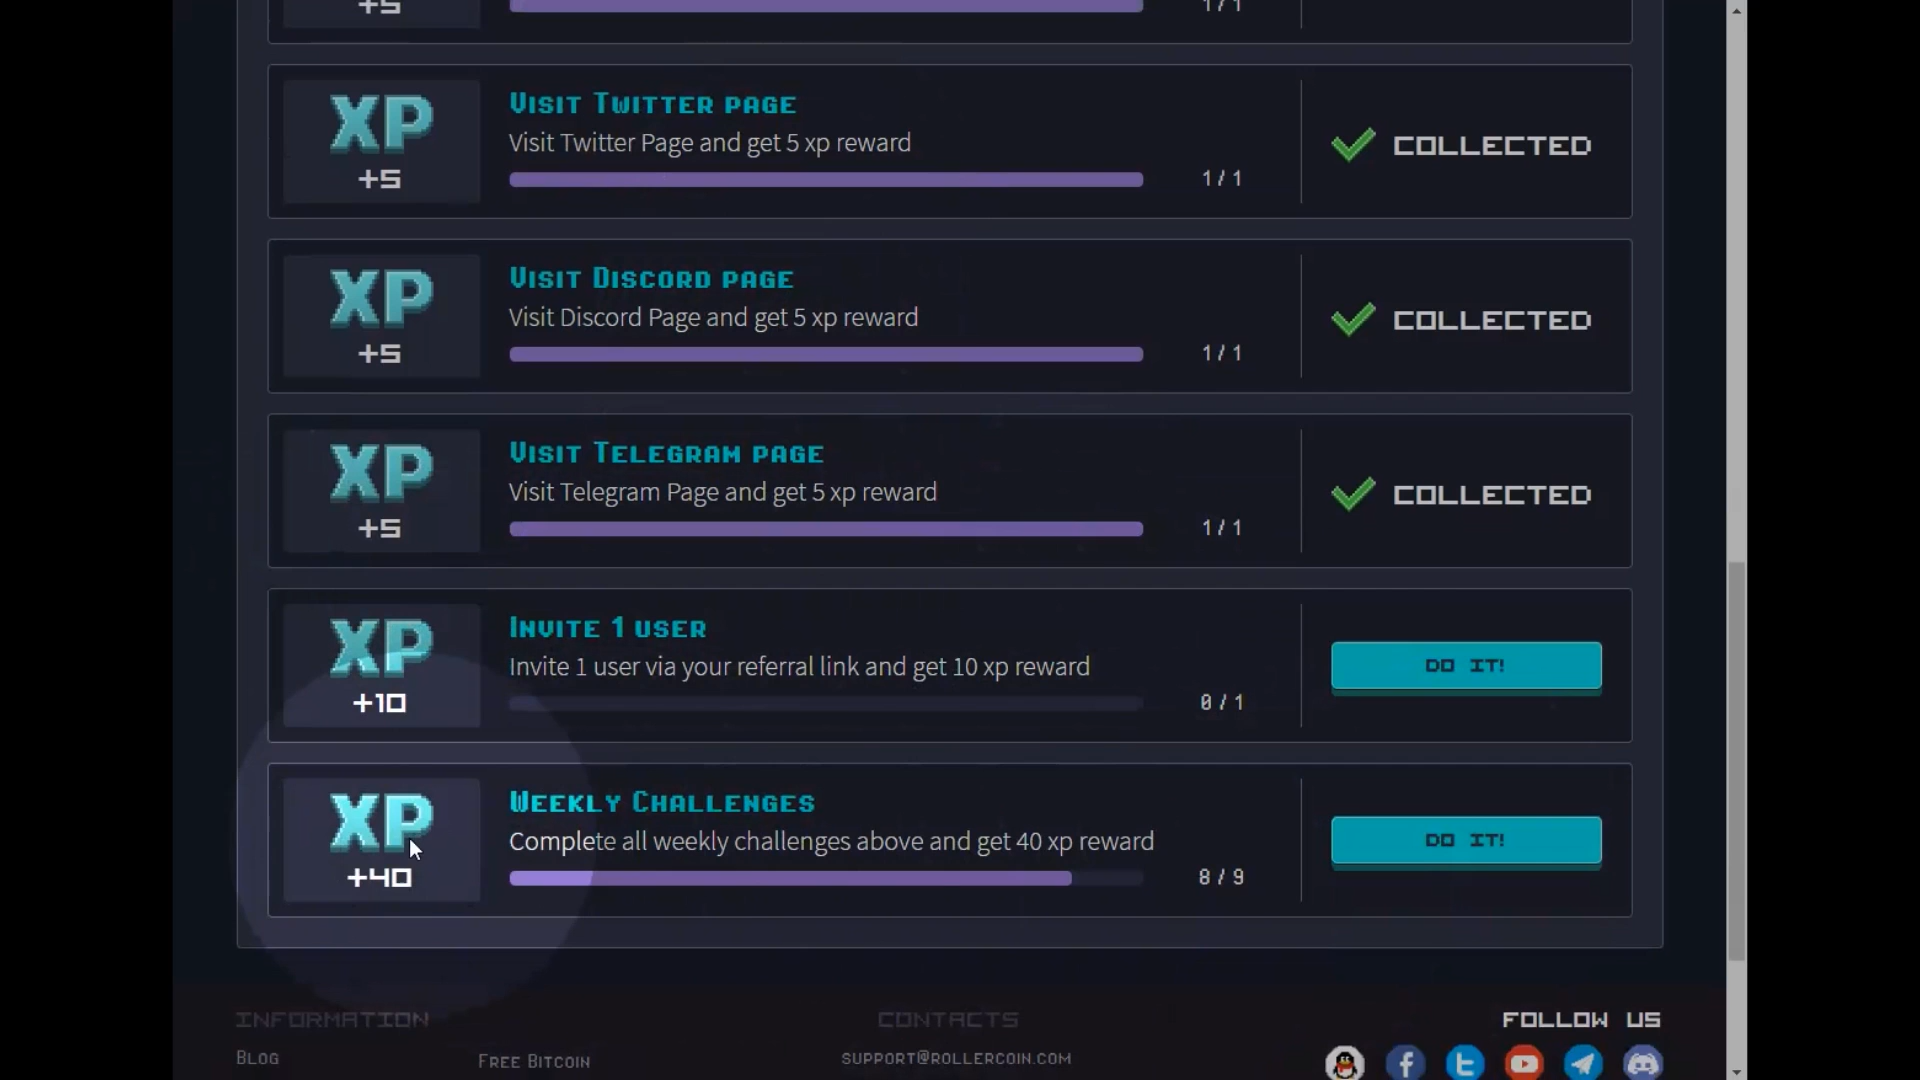 +5
1/1
XP
+5
Visit Twitter page
Visit Twitter Page and get 5 xp reward
1/1
COLLECTED
XP
+5
Visit Discord page
Visit Discord Page and get 5 xp reward
1/1
COLLECTED
XP
+5
Visit Telegram page
Visit Telegram Page and get 5 xp reward
1/1
COLLECTED
XP
+10
Invite 1 user
Invite 1 user via your referral link and get 10 xp reward
0/1
DO IT!
XP
+40
Weekly Challenges
Complete all weekly challenges above and get 40 xp reward
8/9
DO IT!
INFORMATION
CONTACTS
FOLLOW US
Blog
Free Bitcoin
support@rollercoin.com